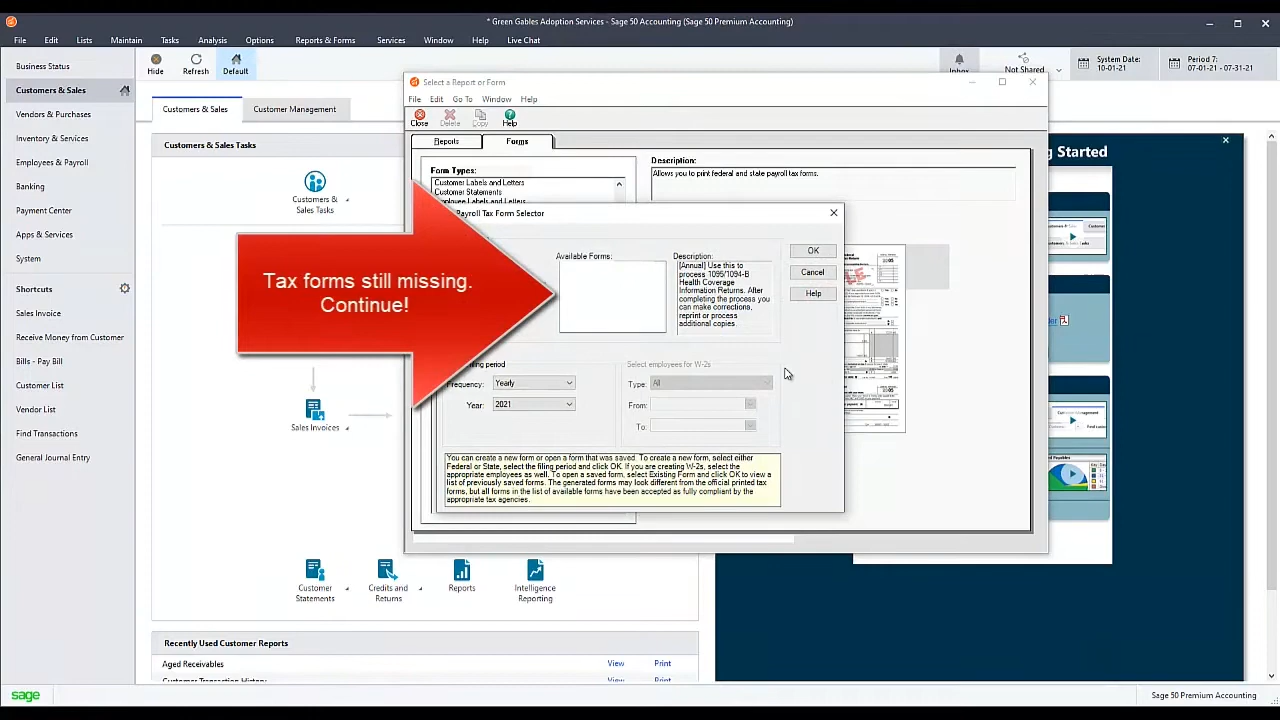 * Green Gables Adoption Services - Sage 50 Accounting (Sage 50 Premium Accounting)
File Edit Lists Maintain Tasks Analysis Options Reports & Forms Services Window Help Live Chat
Business Status
Customers & Sales
Vendors & Purchases
Inventory & Services
Employees & Payroll
Banking
Payment Center
Apps & Services
System
Shortcuts
Sales Invoice
Receive Money from Customer
Bills - Pay Bill
Customer List
Vendor List
Find Transactions
General Journal Entry
Hide Refresh Default
Inbox
Not Shared
System Date:
10-01-21
Period 7:
07-01-21 - 07-31-21
Customers & Sales Customer Management
Customers & Sales Tasks
Customers &
Sales Tasks
Sales Invoices
Customer
Statements
Credits and
Returns
Reports
Intelligence
Reporting
Recently Used Customer Reports
Aged Receivables View Print
Customer Transaction History View Print
Select a Report or Form
File Edit Go To Window Help
Close Delete Copy Help
Reports Forms
Form Types:
Customer Labels and Letters
Customer Statements
Employee Labels and Letters
Description:
Allows you to print federal and state payroll tax forms.
Payroll Tax Form Selector
Available Forms:
Description:
[Annual] Use this to
process 1095/1094-B
Health Coverage
Information Returns. After
completing the process you
can make corrections,
reprint or process
additional copies.
OK
Cancel
Help
Tax forms still missing.
Continue!
filing period
Frequency: Yearly
Year: 2021
Select employees for W-2s
Type: All
From:
To:
You can create a new form or open a form that was saved. To create a new form, select either
Federal or State, select the filing period and click OK. If you are creating W-2s, select the
appropriate employees as well. To open a saved form, select Existing Form and click OK to view a
list of previously saved forms. The generated forms may look different from the official printed tax
forms, but all forms in the list of available forms have been accepted as fully compliant by the
appropriate tax agencies.
g Started
sage
Sage 50 Premium Accounting